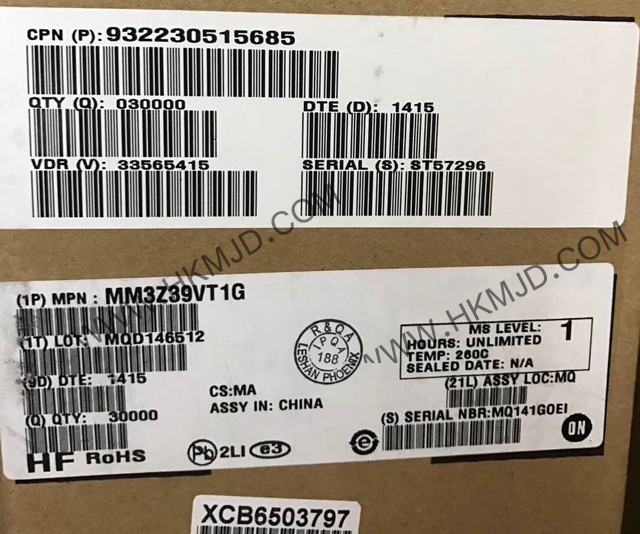 CPN (P): 932230515685
QTY (Q): 030000
DTE (D): 1415
VDR (V): 33565415
SERIAL (S): ST57296
WWW.HKMJD.COM
(1P) MPN : MM3Z39VT1G
(1T) LOT: MQD146512
(9D) DTE: 1415
(Q) QTY: 30000
HF RoHS
R & Q A
IPQA
188
LESHAN PHOENIX
CS:MA
ASSY IN: CHINA
Pb 2LI e3
e
MS LEVEL: 1
HOURS: UNLIMITED
TEMP: 260C
SEALED DATE: N/A
(21L) ASSY LOC:MQ
(S) SERIAL NBR:MQ141G0EI
ON
WWW.HKMJD.COM
XCB6503797